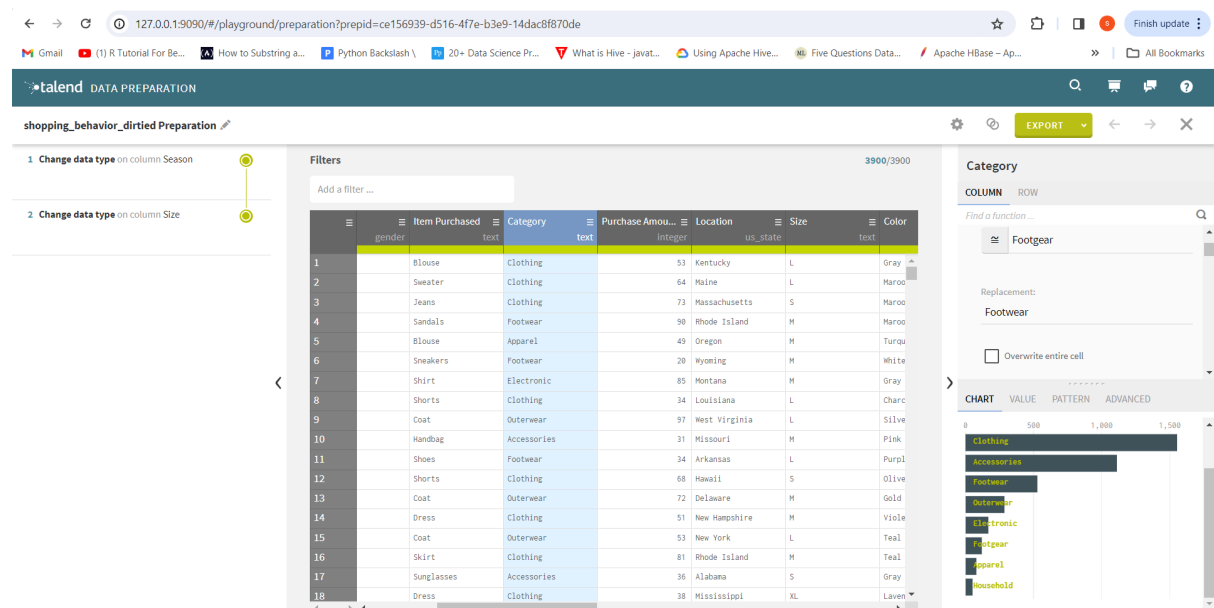 127.0.0.1:9090/#/playground/preparation?prepid=ce156939-d516-4f7e-b3e9-14dac8f870de
S
Finish update
Gmail (1) R Tutorial For Be... How to Substring a... Python Backslash \ 20+ Data Science Pr... What is Hive - javat... Using Apache Hive... Five Questions Data... Apache HBase – Ap... » All Bookmarks
talend DATA PREPARATION
shopping_behavior_dirtied Preparation
EXPORT
1 Change data type on column Season
2 Change data type on column Size
Filters 3900/3900
Add a filter ...
Item Purchased Category Purchase Amou... Location Size Color
gender text text integer us_state text
1 Blouse Clothing 53 Kentucky L Gray
2 Sweater Clothing 64 Maine L Maroo
3 Jeans Clothing 73 Massachusetts S Maroo
4 Sandals Footwear 90 Rhode Island M Maroo
5 Blouse Apparel 49 Oregon M Turqu
6 Sneakers Footwear 20 Wyoming M White
7 Shirt Electronic 85 Montana M Gray
8 Shorts Clothing 34 Louisiana L Charc
9 Coat Outerwear 97 West Virginia L Silve
10 Handbag Accessories 31 Missouri M Pink
11 Shoes Footwear 34 Arkansas L Purpl
12 Shorts Clothing 68 Hawaii S Olive
13 Coat Outerwear 72 Delaware M Gold
14 Dress Clothing 51 New Hampshire M Viole
15 Coat Outerwear 53 New York L Teal
16 Skirt Clothing 81 Rhode Island M Teal
17 Sunglasses Accessories 36 Alabama S Gray
18 Dress Clothing 38 Mississippi XL Laven
Category
COLUMN ROW
Find a function ...
≅ Footgear
Replacement:
Footwear
Overwrite entire cell
CHART VALUE PATTERN ADVANCED
0 500 1,000 1,500
Clothing
Accessories
Footwear
Outerwear
Electronic
Footgear
Apparel
Household